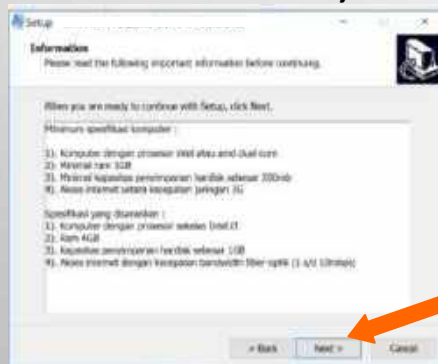 Setup
Information
Please read the following important information before continuing.
When you are ready to continue with Setup, click Next.
Minimum spesifikasi komputer :
1). Komputer dengan prosesor intel atau amd dual core
2). Minimal ram 1GB
3). Minimal kapasitas penyimpanan hardisk sebesar 200mb
4). Akses internet setara kecepatan jaringan 3G
Spesifikasi yang disarankan :
1). Komputer dengan prosesor sekelas Intel
2). Ram 4GB
3). Kapasitas penyimpanan hardisk sebesar 1GB
4). Akses internet dengan kecepatan bandwidth fiber optik (1 s/d 10mbps)
< Back
Next >
Cancel